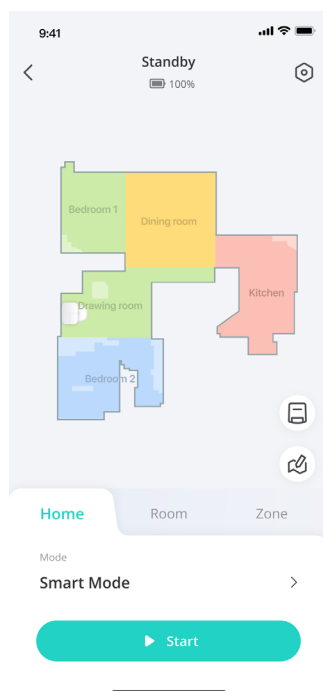 9:41
Standby
100%
Bedroom 1
Dining room
Kitchen
Drawing room
Bedroom 2
Home
Room
Zone
Mode
Smart Mode
Start